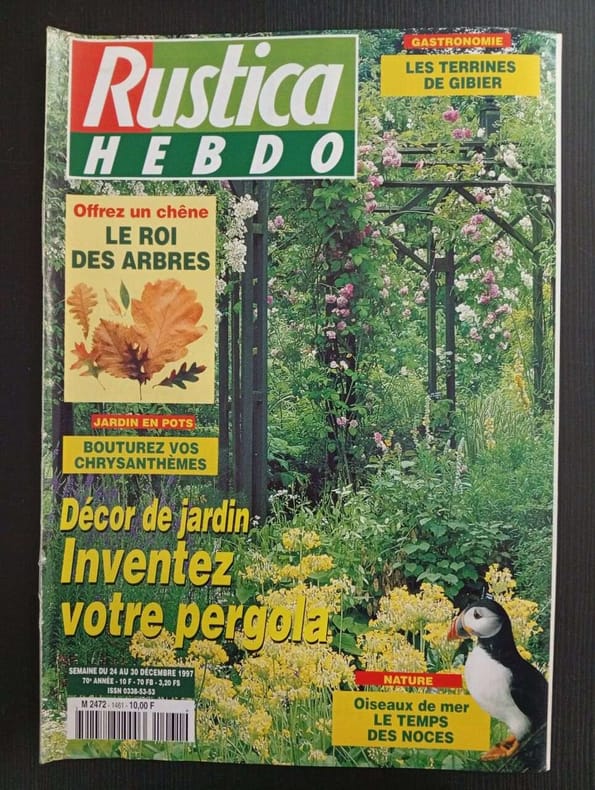 Rustica
HEBDO
GASTRONOMIE
LES TERRINES
DE GIBIER
Offrez un chêne
LE ROI
DES ARBRES
JARDIN EN POTS
BOUTUREZ VOS
CHRYSANTHÈMES
Décor de jardin
Inventez
votre pergola
SEMAINE DU 24 AU 30 DÉCEMBRE 1997
70e ANNÉE - 10 F - 70 FB - 3,20 FS
ISSN 0336-53-53
M 2472 - 1461 - 10,00 F
NATURE
Oiseaux de mer
LE TEMPS
DES NOCES